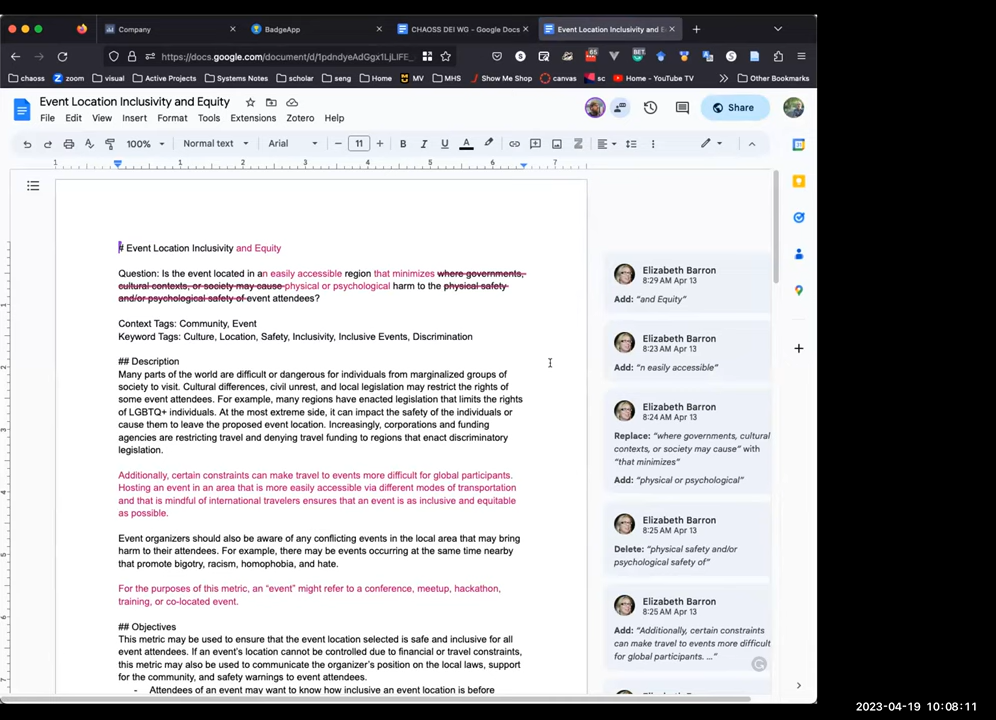 Company
BadgeApp
CHAOSS DEI WG - Google Docs
Event Location Inclusivity and E
https://docs.google.com/document/d/1pdndyeAdGgx1LjLIFE_
chaoss
zoom
visual
Active Projects
Systems Notes
scholar
seng
Home
MV
MHS
Show Me Shop
canvas
sc
Home - YouTube TV
Other Bookmarks
Event Location Inclusivity and Equity
File Edit View Insert Format Tools Extensions Zotero Help
Share
100%
Normal text
Arial
11
# Event Location Inclusivity and Equity
Question: Is the event located in an easily accessible region that minimizes where governments,
cultural contexts, or society may cause physical or psychological harm to the physical safety
and/or psychological safety of event attendees?
Context Tags: Community, Event
Keyword Tags: Culture, Location, Safety, Inclusivity, Inclusive Events, Discrimination
## Description
Many parts of the world are difficult or dangerous for individuals from marginalized groups of
society to visit. Cultural differences, civil unrest, and local legislation may restrict the rights of
some event attendees. For example, many regions have enacted legislation that limits the rights
of LGBTQ+ individuals. At the most extreme side, it can impact the safety of the individuals or
cause them to leave the proposed event location. Increasingly, corporations and funding
agencies are restricting travel and denying travel funding to regions that enact discriminatory
legislation.
Additionally, certain constraints can make travel to events more difficult for global participants.
Hosting an event in an area that is more easily accessible via different modes of transportation
and that is mindful of international travelers ensures that an event is as inclusive and equitable
as possible.
Event organizers should also be aware of any conflicting events in the local area that may bring
harm to their attendees. For example, there may be events occurring at the same time nearby
that promote bigotry, racism, homophobia, and hate.
For the purposes of this metric, an “event” might refer to a conference, meetup, hackathon,
training, or co-located event.
## Objectives
This metric may be used to ensure that the event location selected is safe and inclusive for all
event attendees. If an event’s location cannot be controlled due to financial or travel constraints,
this metric may also be used to communicate the organizer’s position on the local laws, support
for the community, and safety warnings to event attendees.
- Attendees of an event may want to know how inclusive an event location is before
Elizabeth Barron
8:29 AM Apr 13
Add: “and Equity”
Elizabeth Barron
8:23 AM Apr 13
Add: “n easily accessible”
Elizabeth Barron
8:24 AM Apr 13
Replace: “where governments, cultural
contexts, or society may cause” with
“that minimizes”
Add: “physical or psychological”
Elizabeth Barron
8:25 AM Apr 13
Delete: “physical safety and/or
psychological safety of”
Elizabeth Barron
8:25 AM Apr 13
Add: “Additionally, certain constraints
can make travel to events more difficult
for global participants. ...”
Elizabeth Barron
2023-04-19 10:08:11